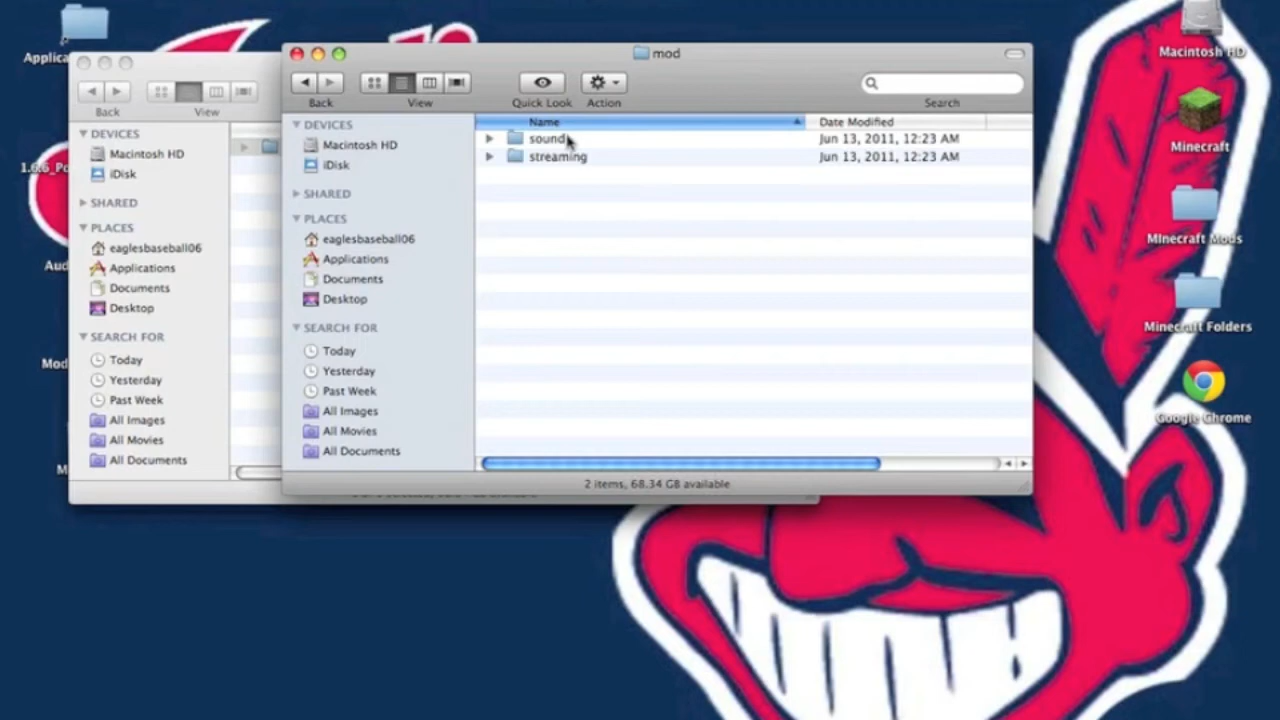 Macintosh HD
Minecraft
MInecraft Mods
Minecraft Folders
Google Chrome
Back
View
DEVICES
Macintosh HD
iDisk
SHARED
PLACES
eaglesbaseball06
Applications
Documents
Desktop
SEARCH FOR
Today
Yesterday
Past Week
All Images
All Movies
All Documents
mod
Back
View
Quick Look
Action
Search
DEVICES
Macintosh HD
iDisk
SHARED
PLACES
eaglesbaseball06
Applications
Documents
Desktop
SEARCH FOR
Today
Yesterday
Past Week
All Images
All Movies
All Documents
Name Date Modified
sound Jun 13, 2011, 12:23 AM
streaming Jun 13, 2011, 12:23 AM
2 items, 68.34 GB available